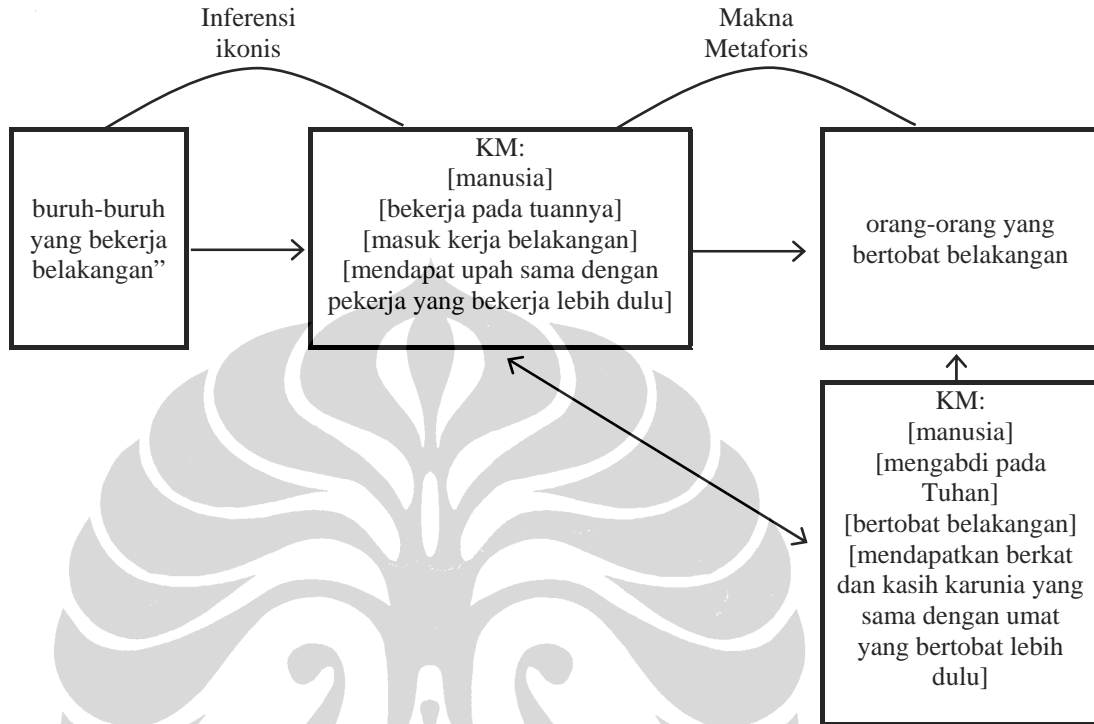 Inferensi
ikonis
Makna
Metaforis
buruh-buruh
yang bekerja
belakangan”
KM:
[manusia]
[bekerja pada tuannya]
[masuk kerja belakangan]
[mendapat upah sama dengan
pekerja yang bekerja lebih dulu]
orang-orang yang
bertobat belakangan
KM:
[manusia]
[mengabdi pada
Tuhan]
[bertobat belakangan]
[mendapatkan berkat
dan kasih karunia yang
sama dengan umat
yang bertobat lebih
dulu]